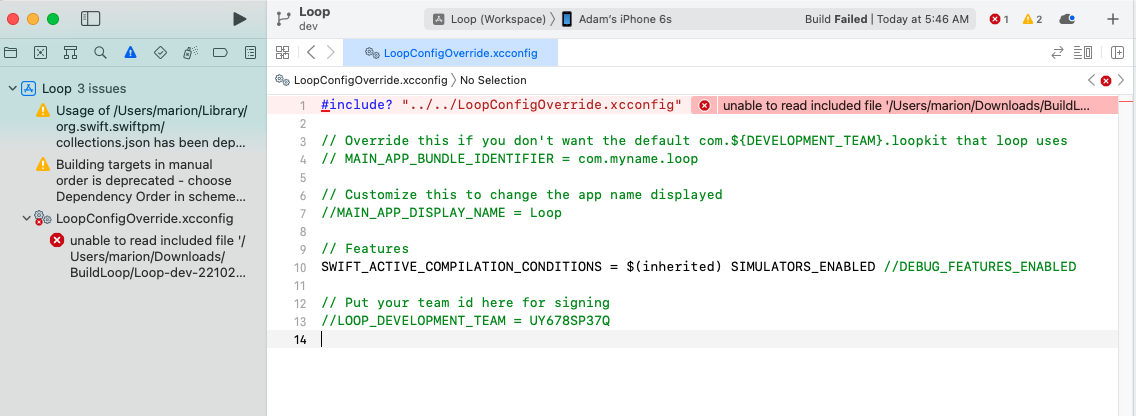 Loop
dev
Loop (Workspace) 〉 Adam's iPhone 6s
Build Failed | Today at 5:46 AM
1
2
LoopConfigOverride.xcconfig
Loop 3 issues
Usage of /Users/marion/Library/
org.swift.swiftpm/
collections.json has been dep...
Building targets in manual
order is deprecated - choose
Dependency Order in scheme...
LoopConfigOverride.xcconfig
unable to read included file '/
Users/marion/Downloads/
BuildLoop/Loop-dev-22102...
LoopConfigOverride.xcconfig 〉 No Selection
1 #include? "../../LoopConfigOverride.xcconfig" unable to read included file '/Users/marion/Downloads/BuildL...
2
3 // Override this if you don't want the default com.${DEVELOPMENT_TEAM}.loopkit that loop uses
4 // MAIN_APP_BUNDLE_IDENTIFIER = com.myname.loop
5
6 // Customize this to change the app name displayed
7 //MAIN_APP_DISPLAY_NAME = Loop
8
9 // Features
10 SWIFT_ACTIVE_COMPILATION_CONDITIONS = $(inherited) SIMULATORS_ENABLED //DEBUG_FEATURES_ENABLED
11
12 // Put your team id here for signing
13 //LOOP_DEVELOPMENT_TEAM = UY678SP37Q
14